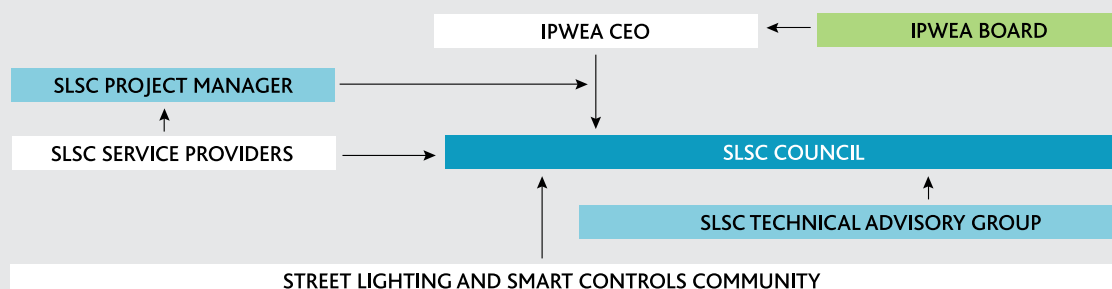 IPWEA CEO
IPWEA BOARD
SLSC PROJECT MANAGER
SLSC SERVICE PROVIDERS
SLSC COUNCIL
SLSC TECHNICAL ADVISORY GROUP
STREET LIGHTING AND SMART CONTROLS COMMUNITY